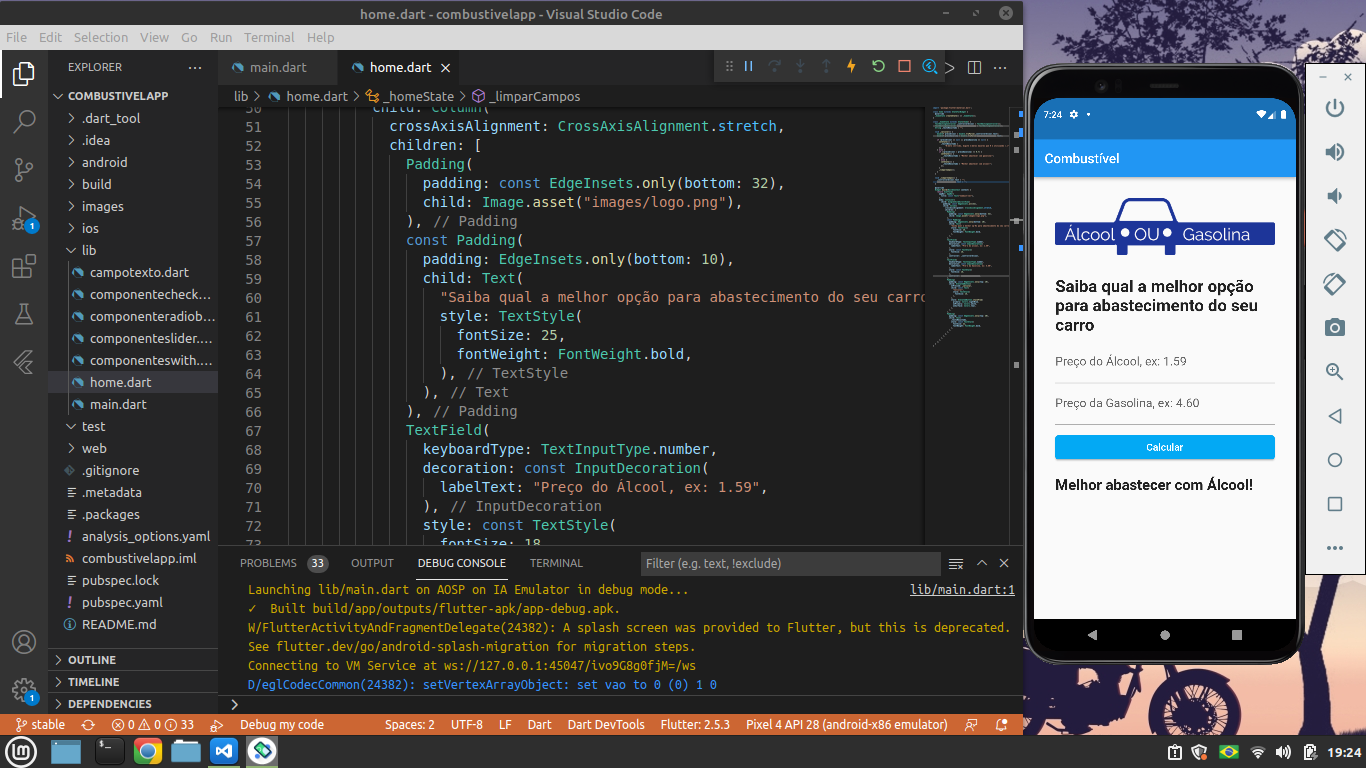 home.dart - combustivelapp - Visual Studio Code
File Edit Selection View Go Run Terminal Help
EXPLORER
COMBUSTIVELAPP
.dart_tool
.idea
android
build
images
ios
lib
campotexto.dart
componentecheck...
componenteradiob...
componenteslider....
componenteswith....
home.dart
main.dart
test
web
.gitignore
.metadata
.packages
analysis_options.yaml
combustivelapp.iml
pubspec.lock
pubspec.yaml
README.md
OUTLINE
TIMELINE
DEPENDENCIES
1
1
main.dart
home.dart
lib > home.dart > _homeState > _limparCampos
50 child: Column(
51 crossAxisAlignment: CrossAxisAlignment.stretch,
52 children: [
53 Padding(
54 padding: const EdgeInsets.only(bottom: 32),
55 child: Image.asset("images/logo.png"),
56 ), // Padding
57 const Padding(
58 padding: EdgeInsets.only(bottom: 10),
59 child: Text(
60 "Saiba qual a melhor opção para abastecimento do seu carro
61 style: TextStyle(
62 fontSize: 25,
63 fontWeight: FontWeight.bold,
64 ), // TextStyle
65 ), // Text
66 ), // Padding
67 TextField(
68 keyboardType: TextInputType.number,
69 decoration: const InputDecoration(
70 labelText: "Preço do Álcool, ex: 1.59",
71 ), // InputDecoration
72 style: const TextStyle(
73 fontSize: 18
PROBLEMS 33 OUTPUT DEBUG CONSOLE TERMINAL Filter (e.g. text, !exclude)
Launching lib/main.dart on AOSP on IA Emulator in debug mode... lib/main.dart:1
✓ Built build/app/outputs/flutter-apk/app-debug.apk.
W/FlutterActivityAndFragmentDelegate(24382): A splash screen was provided to Flutter, but this is deprecated.
See flutter.dev/go/android-splash-migration for migration steps.
Connecting to VM Service at ws://127.0.0.1:45047/ivo9G8g0fjM=/ws
D/eglCodecCommon(24382): setVertexArrayObject: set vao to 0 (0) 1 0
stable 0 0 33 Debug my code Spaces: 2 UTF-8 LF Dart Dart DevTools Flutter: 2.5.3 Pixel 4 API 28 (android-x86 emulator)
7:24
Combustível
Álcool OU Gasolina
Saiba qual a melhor opção
para abastecimento do seu
carro
Preço do Álcool, ex: 1.59
Preço da Gasolina, ex: 4.60
Calcular
Melhor abastecer com Álcool!
19:24